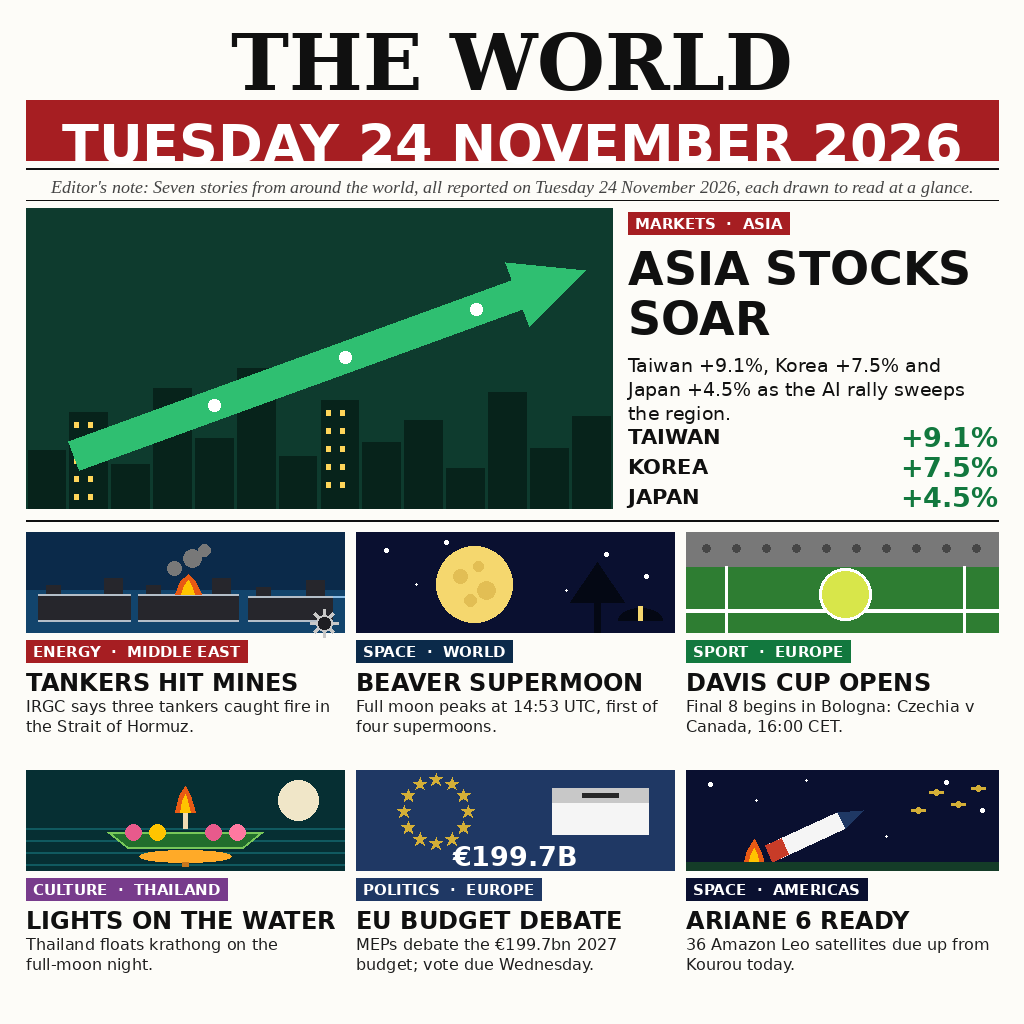 THE WORLD
TUESDAY 24 NOVEMBER 2026
Editor's note: Seven stories from around the world, all reported on Tuesday 24 November 2026, each drawn to read at a glance.
MARKETS · ASIA
ASIA STOCKS
SOAR
Taiwan +9.1%, Korea +7.5% and
Japan +4.5% as the AI rally sweeps
the region.
TAIWAN +9.1%
KOREA +7.5%
JAPAN +4.5%
ENERGY · MIDDLE EAST
TANKERS HIT MINES
IRGC says three tankers caught fire in
the Strait of Hormuz.
SPACE · WORLD
BEAVER SUPERMOON
Full moon peaks at 14:53 UTC, first of
four supermoons.
SPORT · EUROPE
DAVIS CUP OPENS
Final 8 begins in Bologna: Czechia v
Canada, 16:00 CET.
CULTURE · THAILAND
LIGHTS ON THE WATER
Thailand floats krathong on the
full-moon night.
€199.7B
POLITICS · EUROPE
EU BUDGET DEBATE
MEPs debate the €199.7bn 2027
budget; vote due Wednesday.
SPACE · AMERICAS
ARIANE 6 READY
36 Amazon Leo satellites due up from
Kourou today.